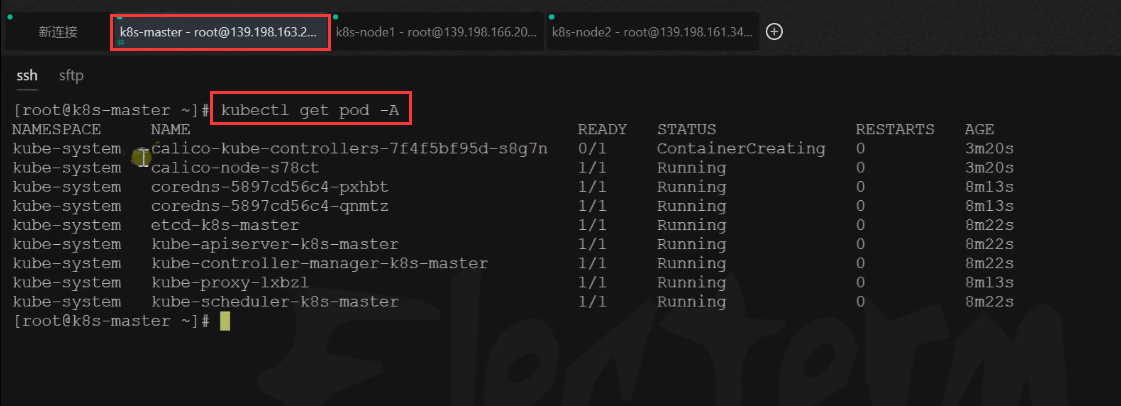 新连接 k8s-master - root@139.198.163.2... k8s-node1 - root@139.198.166.20... k8s-node2 - root@139.198.161.34...
ssh sftp
[root@k8s-master ~]# kubectl get pod -A
NAMESPACE NAME READY STATUS RESTARTS AGE
kube-system calico-kube-controllers-7f4f5bf95d-s8g7n 0/1 ContainerCreating 0 3m20s
kube-system calico-node-s78ct 1/1 Running 0 3m20s
kube-system coredns-5897cd56c4-pxhbt 1/1 Running 0 8m13s
kube-system coredns-5897cd56c4-qnmtz 1/1 Running 0 8m13s
kube-system etcd-k8s-master 1/1 Running 0 8m22s
kube-system kube-apiserver-k8s-master 1/1 Running 0 8m22s
kube-system kube-controller-manager-k8s-master 1/1 Running 0 8m22s
kube-system kube-proxy-lxbzl 1/1 Running 0 8m13s
kube-system kube-scheduler-k8s-master 1/1 Running 0 8m22s
[root@k8s-master ~]#
Electerm